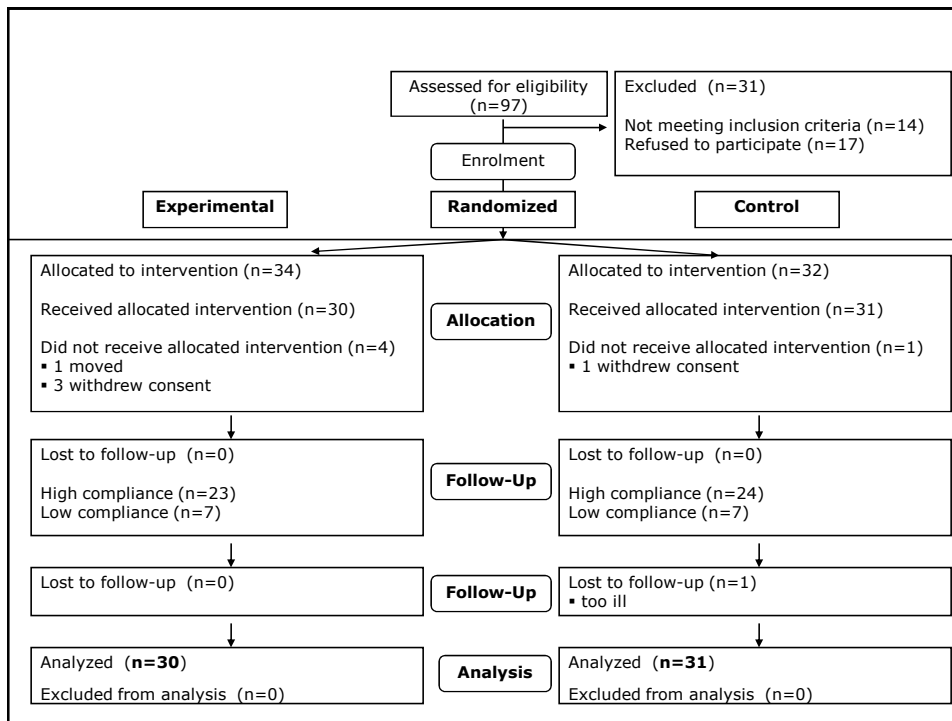 Assessed for eligibility
(n=97)
Excluded (n=31)
Not meeting inclusion criteria (n=14)
Refused to participate (n=17)
Enrolment
Experimental
Randomized
Control
Allocated to intervention (n=34)
Received allocated intervention (n=30)
Did not receive allocated intervention (n=4)
▪ 1 moved
▪ 3 withdrew consent
Allocation
Allocated to intervention (n=32)
Received allocated intervention (n=31)
Did not receive allocated intervention (n=1)
▪ 1 withdrew consent
Lost to follow-up (n=0)
High compliance (n=23)
Low compliance (n=7)
Follow-Up
Lost to follow-up (n=0)
High compliance (n=24)
Low compliance (n=7)
Lost to follow-up (n=0)
Follow-Up
Lost to follow-up (n=1)
▪ too ill
Analyzed (n=30)
Excluded from analysis (n=0)
Analysis
Analyzed (n=31)
Excluded from analysis (n=0)